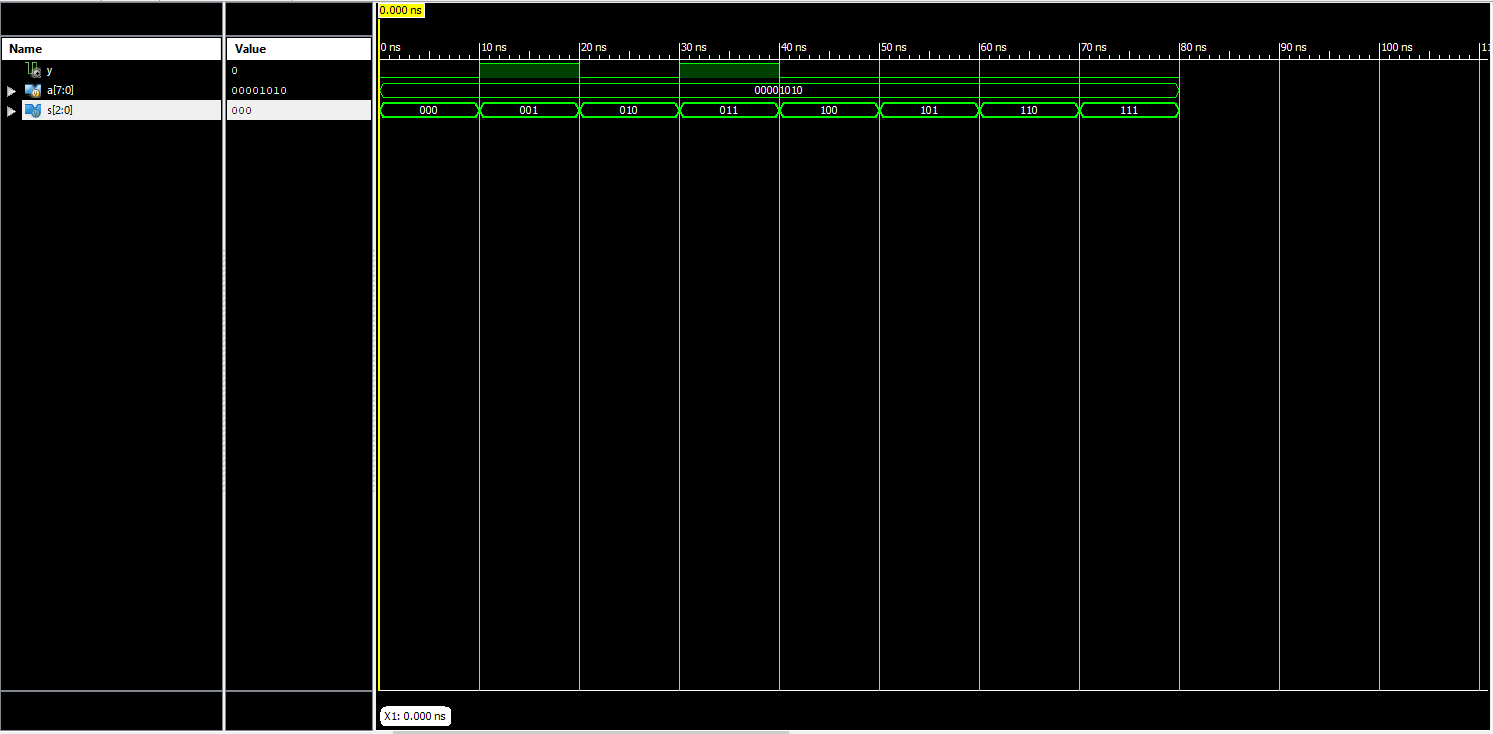 0.000 ns
Name Value 0 ns 10 ns 20 ns 30 ns 40 ns 50 ns 60 ns 70 ns 80 ns 90 ns 100 ns
y 0
a[7:0] 00001010 00001010
s[2:0] 000 000 001 010 011 100 101 110 111
X1: 0.000 ns